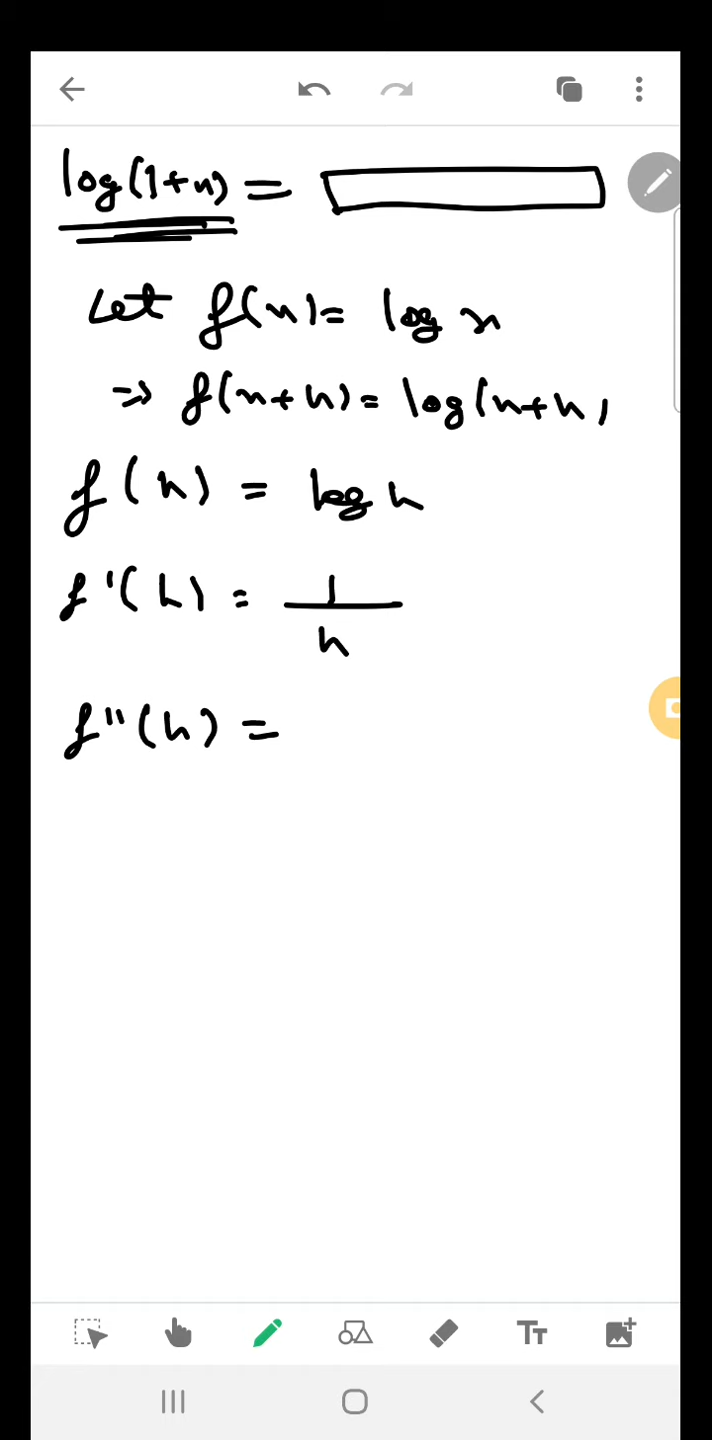 log(1+x) =
Let f(x) = log x
=> f(x+h) = log(x+h)
f(h) = log h
f'(h) = 1/h
f''(h) =